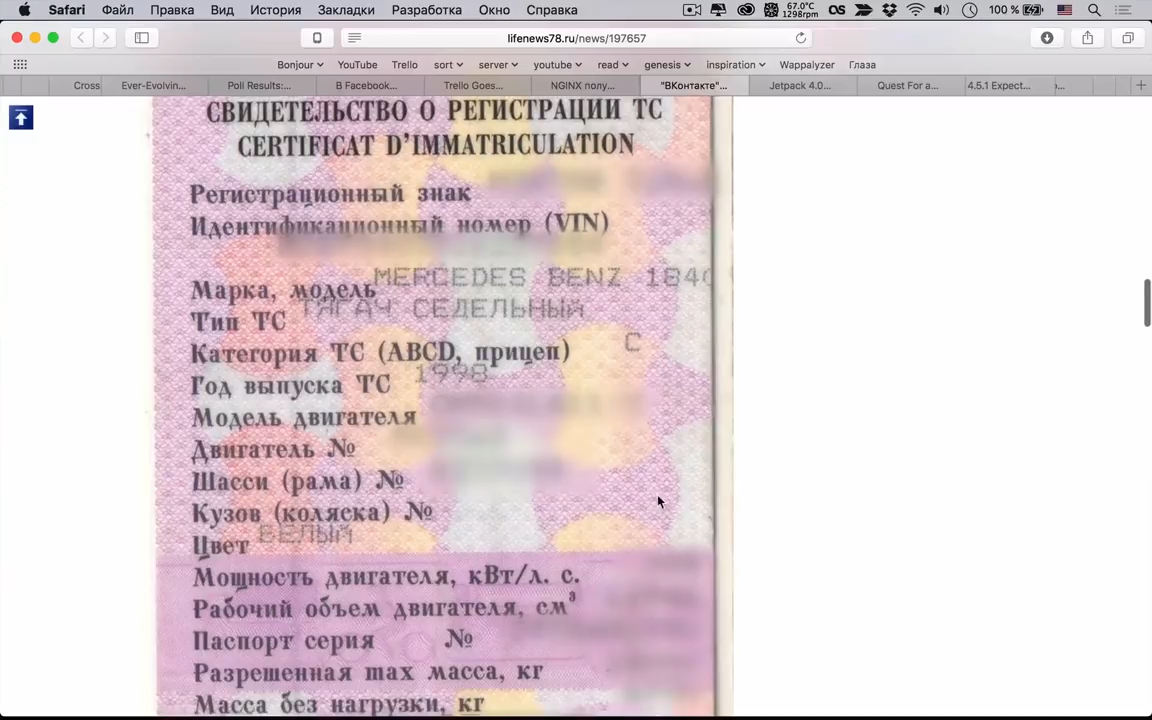 Safari Файл Правка Вид История Закладки Разработка Окно Справка 67.0°C 1298rpm 100 %
lifenews78.ru/news/197657
Bonjour YouTube Trello sort server youtube read genesis inspiration Wappalyzer Глаза
Cross Ever-Evolvin... Poll Results:... В Facebook... Trello Goes... NGINX полу... "ВКонтакте"... Jetpack 4.0... Quest For a... 4.5.1 Expect...
СВИДЕТЕЛЬСТВО О РЕГИСТРАЦИИ ТС
CERTIFICAT D'IMMATRICULATION
Регистрационный знак
Идентификационный номер (VIN)
MERCEDES BENZ 1840
Марка, модель
ТЯГАЧ СЕДЕЛЬНЫЙ
Тип ТС
C
Категория ТС (ABCD, прицеп)
1998
Год выпуска ТС
Модель двигателя
Двигатель №
Шасси (рама) №
Кузов (коляска) №
БЕЛЫЙ
Цвет
Мощность двигателя, кВт/л. с.
Рабочий объем двигателя, см³
Паспорт серия №
Разрешенная max масса, кг
Масса без нагрузки, кг